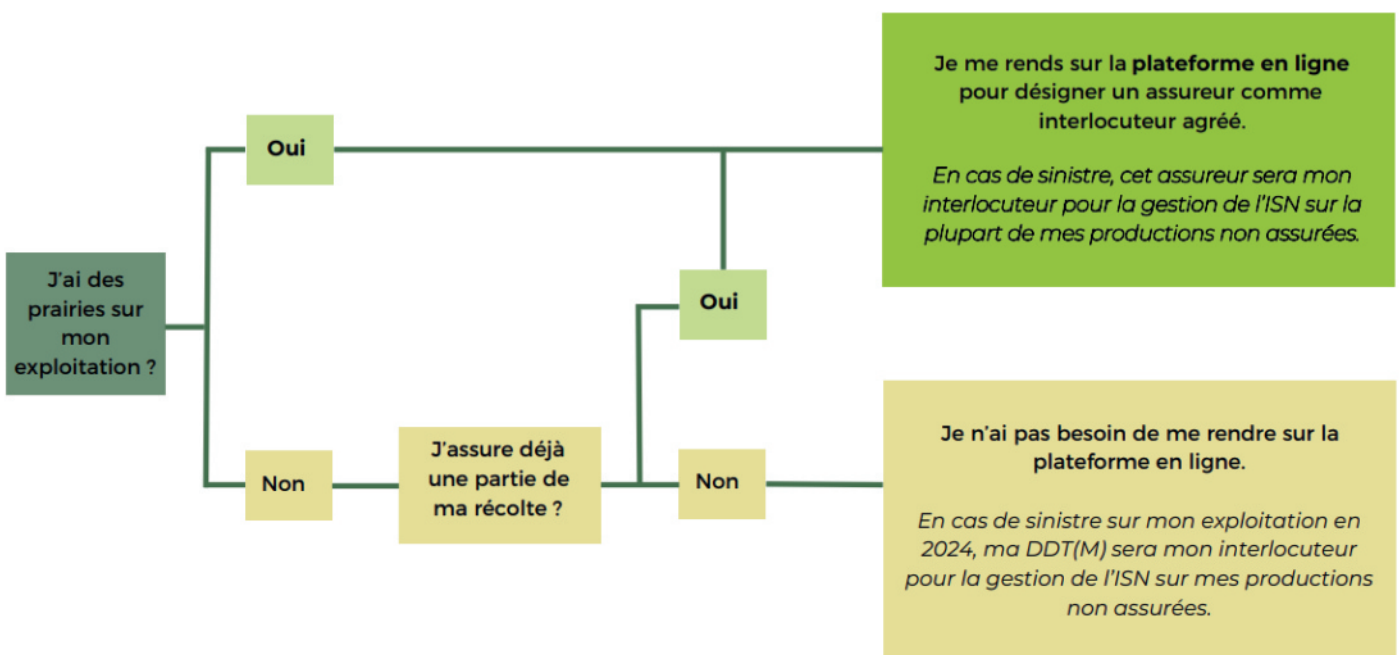 J'ai des
prairies sur
mon
exploitation ?
Oui
Non
J'assure déjà
une partie de
ma récolte ?
Oui
Non
Je me rends sur la plateforme en ligne
pour désigner un assureur comme
interlocuteur agréé.
En cas de sinistre, cet assureur sera mon
interlocuteur pour la gestion de l'ISN sur la
plupart de mes productions non assurées.
Je n'ai pas besoin de me rendre sur la
plateforme en ligne.
En cas de sinistre sur mon exploitation en
2024, ma DDT(M) sera mon interlocuteur
pour la gestion de l'ISN sur mes productions
non assurées.